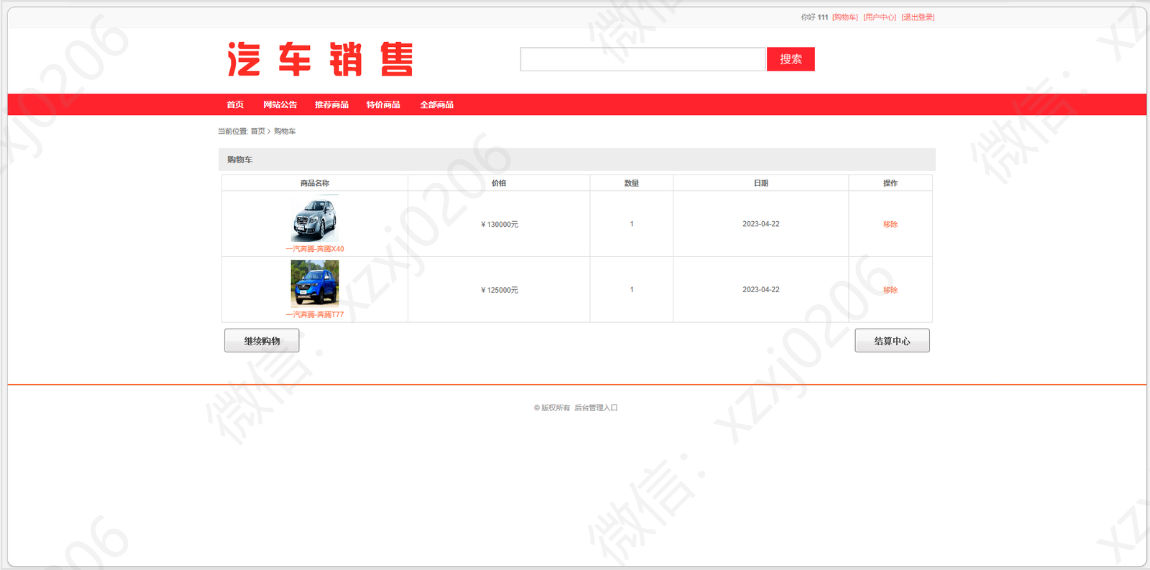 你好 111 [购物车] [用户中心] [退出登录]
汽车销售
搜索
首页 网站公告 推荐商品 特价商品 全部商品
当前位置: 首页 > 购物车
购物车
商品名称 价格 数量 日期 操作
￥130000元 1 2023-04-22 移除
一汽奔腾-奔腾X40
￥125000元 1 2023-04-22 移除
一汽奔腾-奔腾T77
继续购物 结算中心
© 版权所有 后台管理入口
微信: xzxj0206
微信: xzxj0206